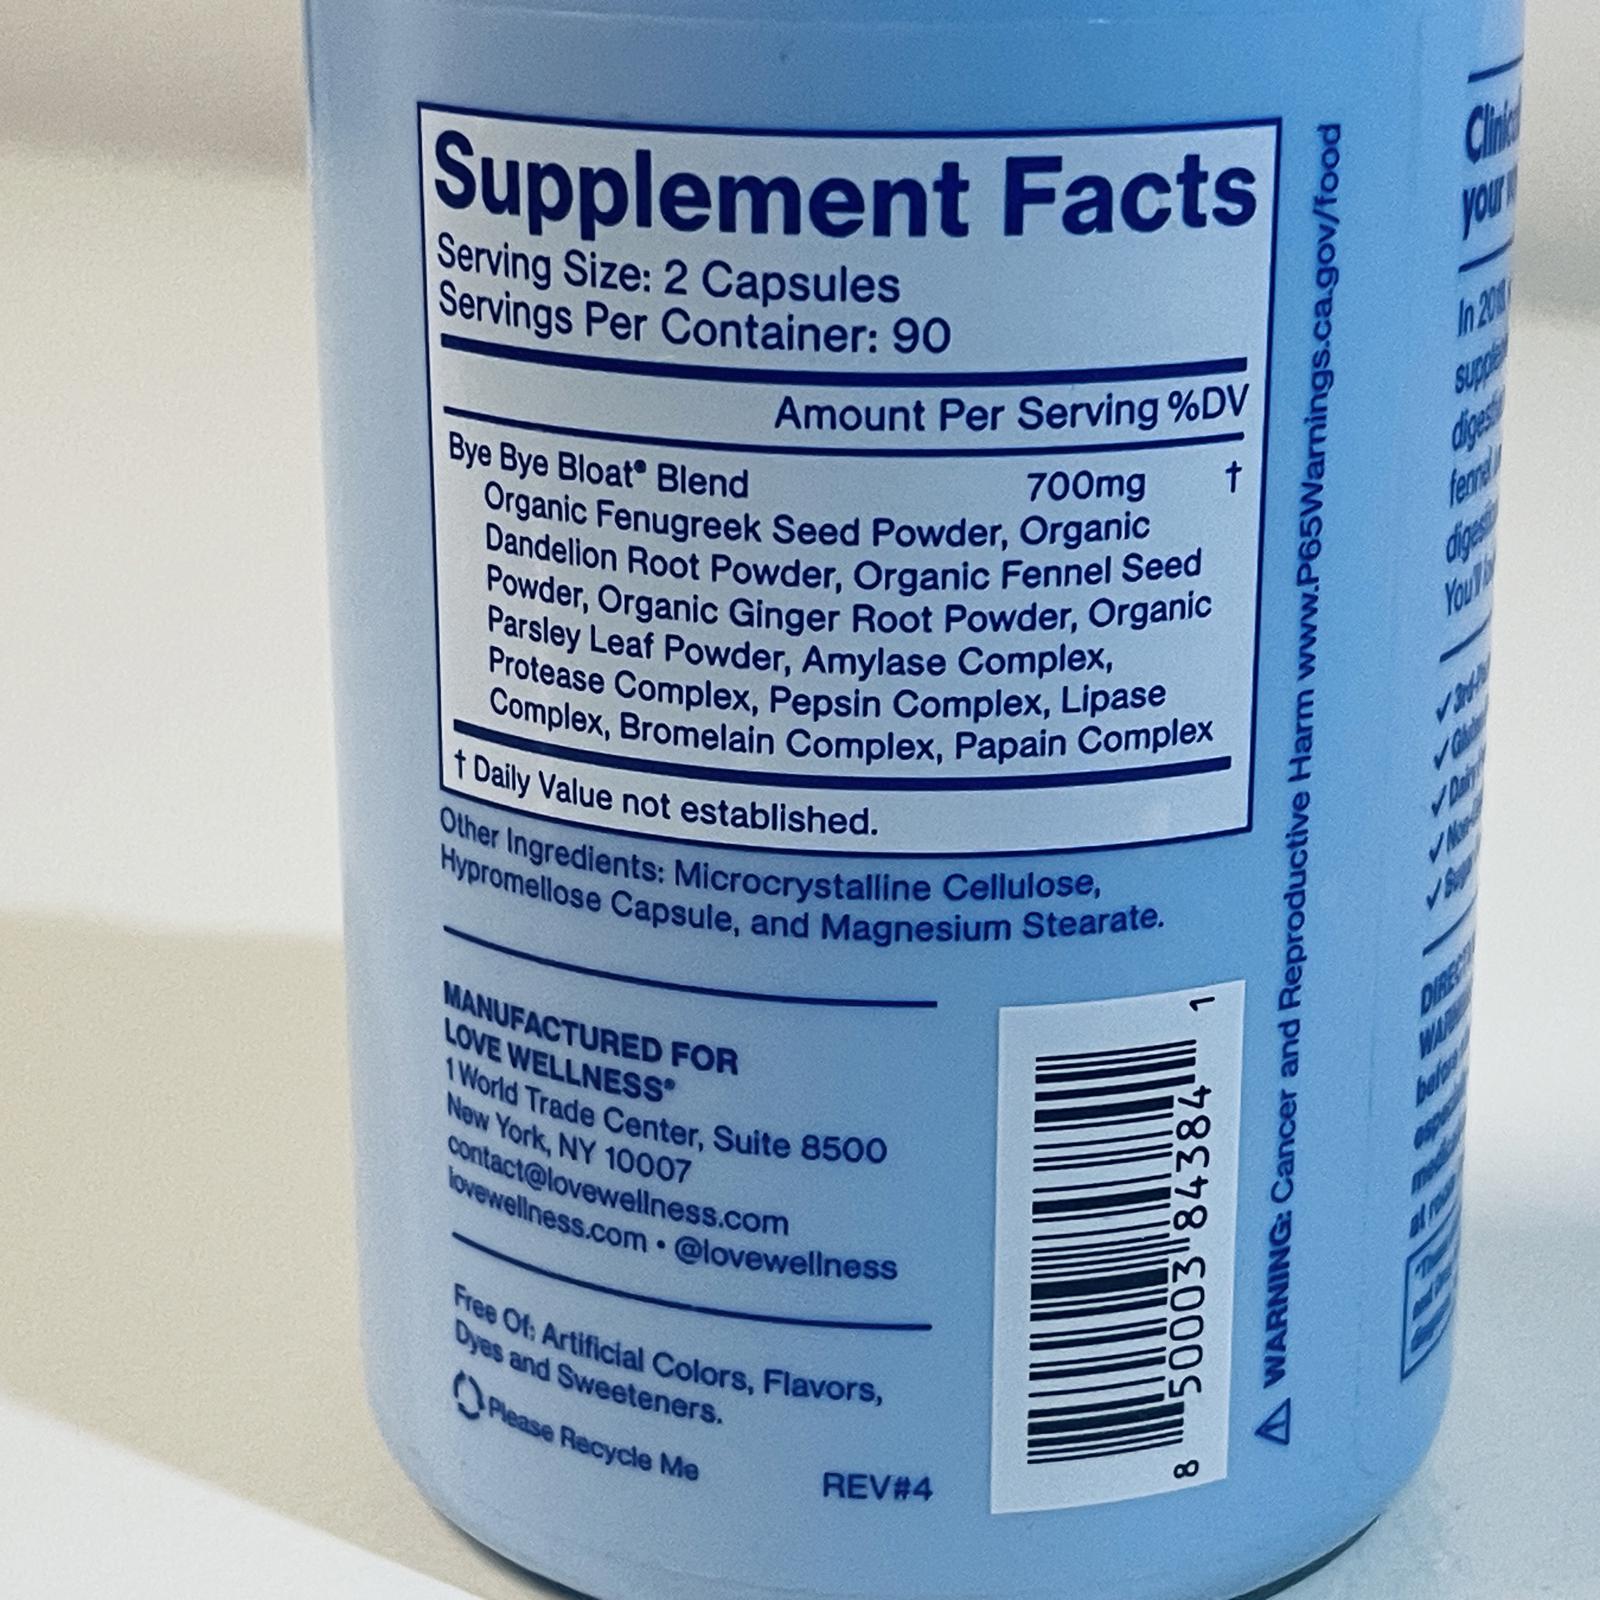 Supplement Facts
Serving Size: 2 Capsules
Servings Per Container: 90
Amount Per Serving %DV
Bye Bye Bloat® Blend 700mg †
Organic Fenugreek Seed Powder, Organic
Dandelion Root Powder, Organic Fennel Seed
Powder, Organic Ginger Root Powder, Organic
Parsley Leaf Powder, Amylase Complex,
Protease Complex, Pepsin Complex, Lipase
Complex, Bromelain Complex, Papain Complex
† Daily Value not established.
Other Ingredients: Microcrystalline Cellulose,
Hypromellose Capsule, and Magnesium Stearate.
MANUFACTURED FOR
LOVE WELLNESS®
1 World Trade Center, Suite 8500
New York, NY 10007
contact@lovewellness.com
lovewellness.com • @lovewellness
Free Of: Artificial Colors, Flavors,
Dyes and Sweeteners.
Please Recycle Me
REV#4
8 50003 84384 1
⚠ WARNING: Cancer and Reproductive Harm www.P65Warnings.ca.gov/food
your
In
You'll